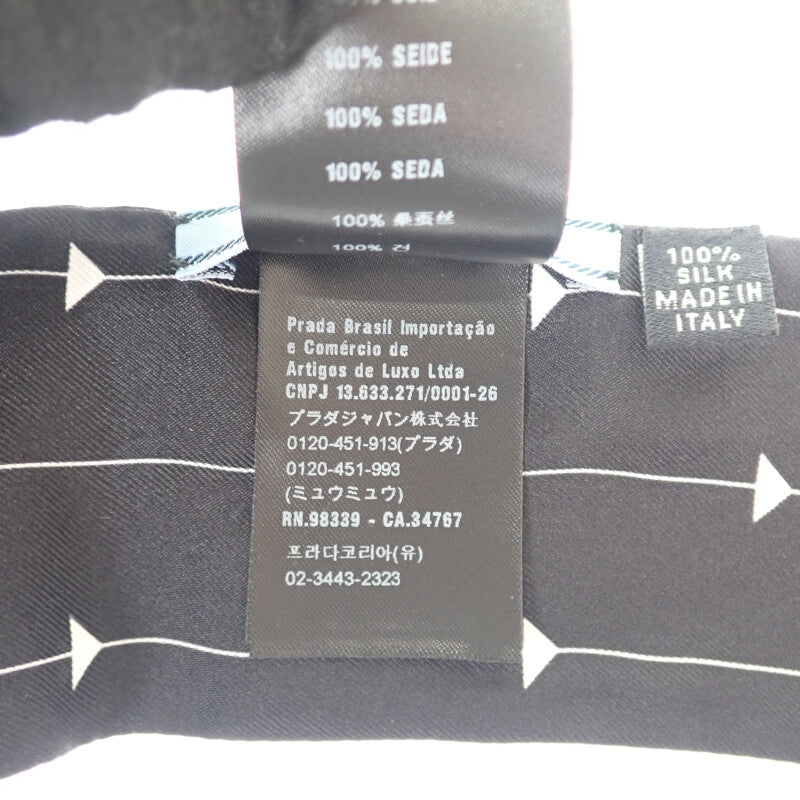 100% SEIDE
100% SEDA
100% SEDA
100% 桑蚕丝
100%
Prada Brasil Importação
e Comércio de
Artigos de Luxo Ltda
CNPJ 13.633.271/0001-26
プラダジャパン株式会社
0120-451-913(プラダ)
0120-451-993
(ミュウミュウ)
RN.98339 - CA.34767
프라다코리아(유)
02-3443-2323
100%
SILK
MADE IN
ITALY